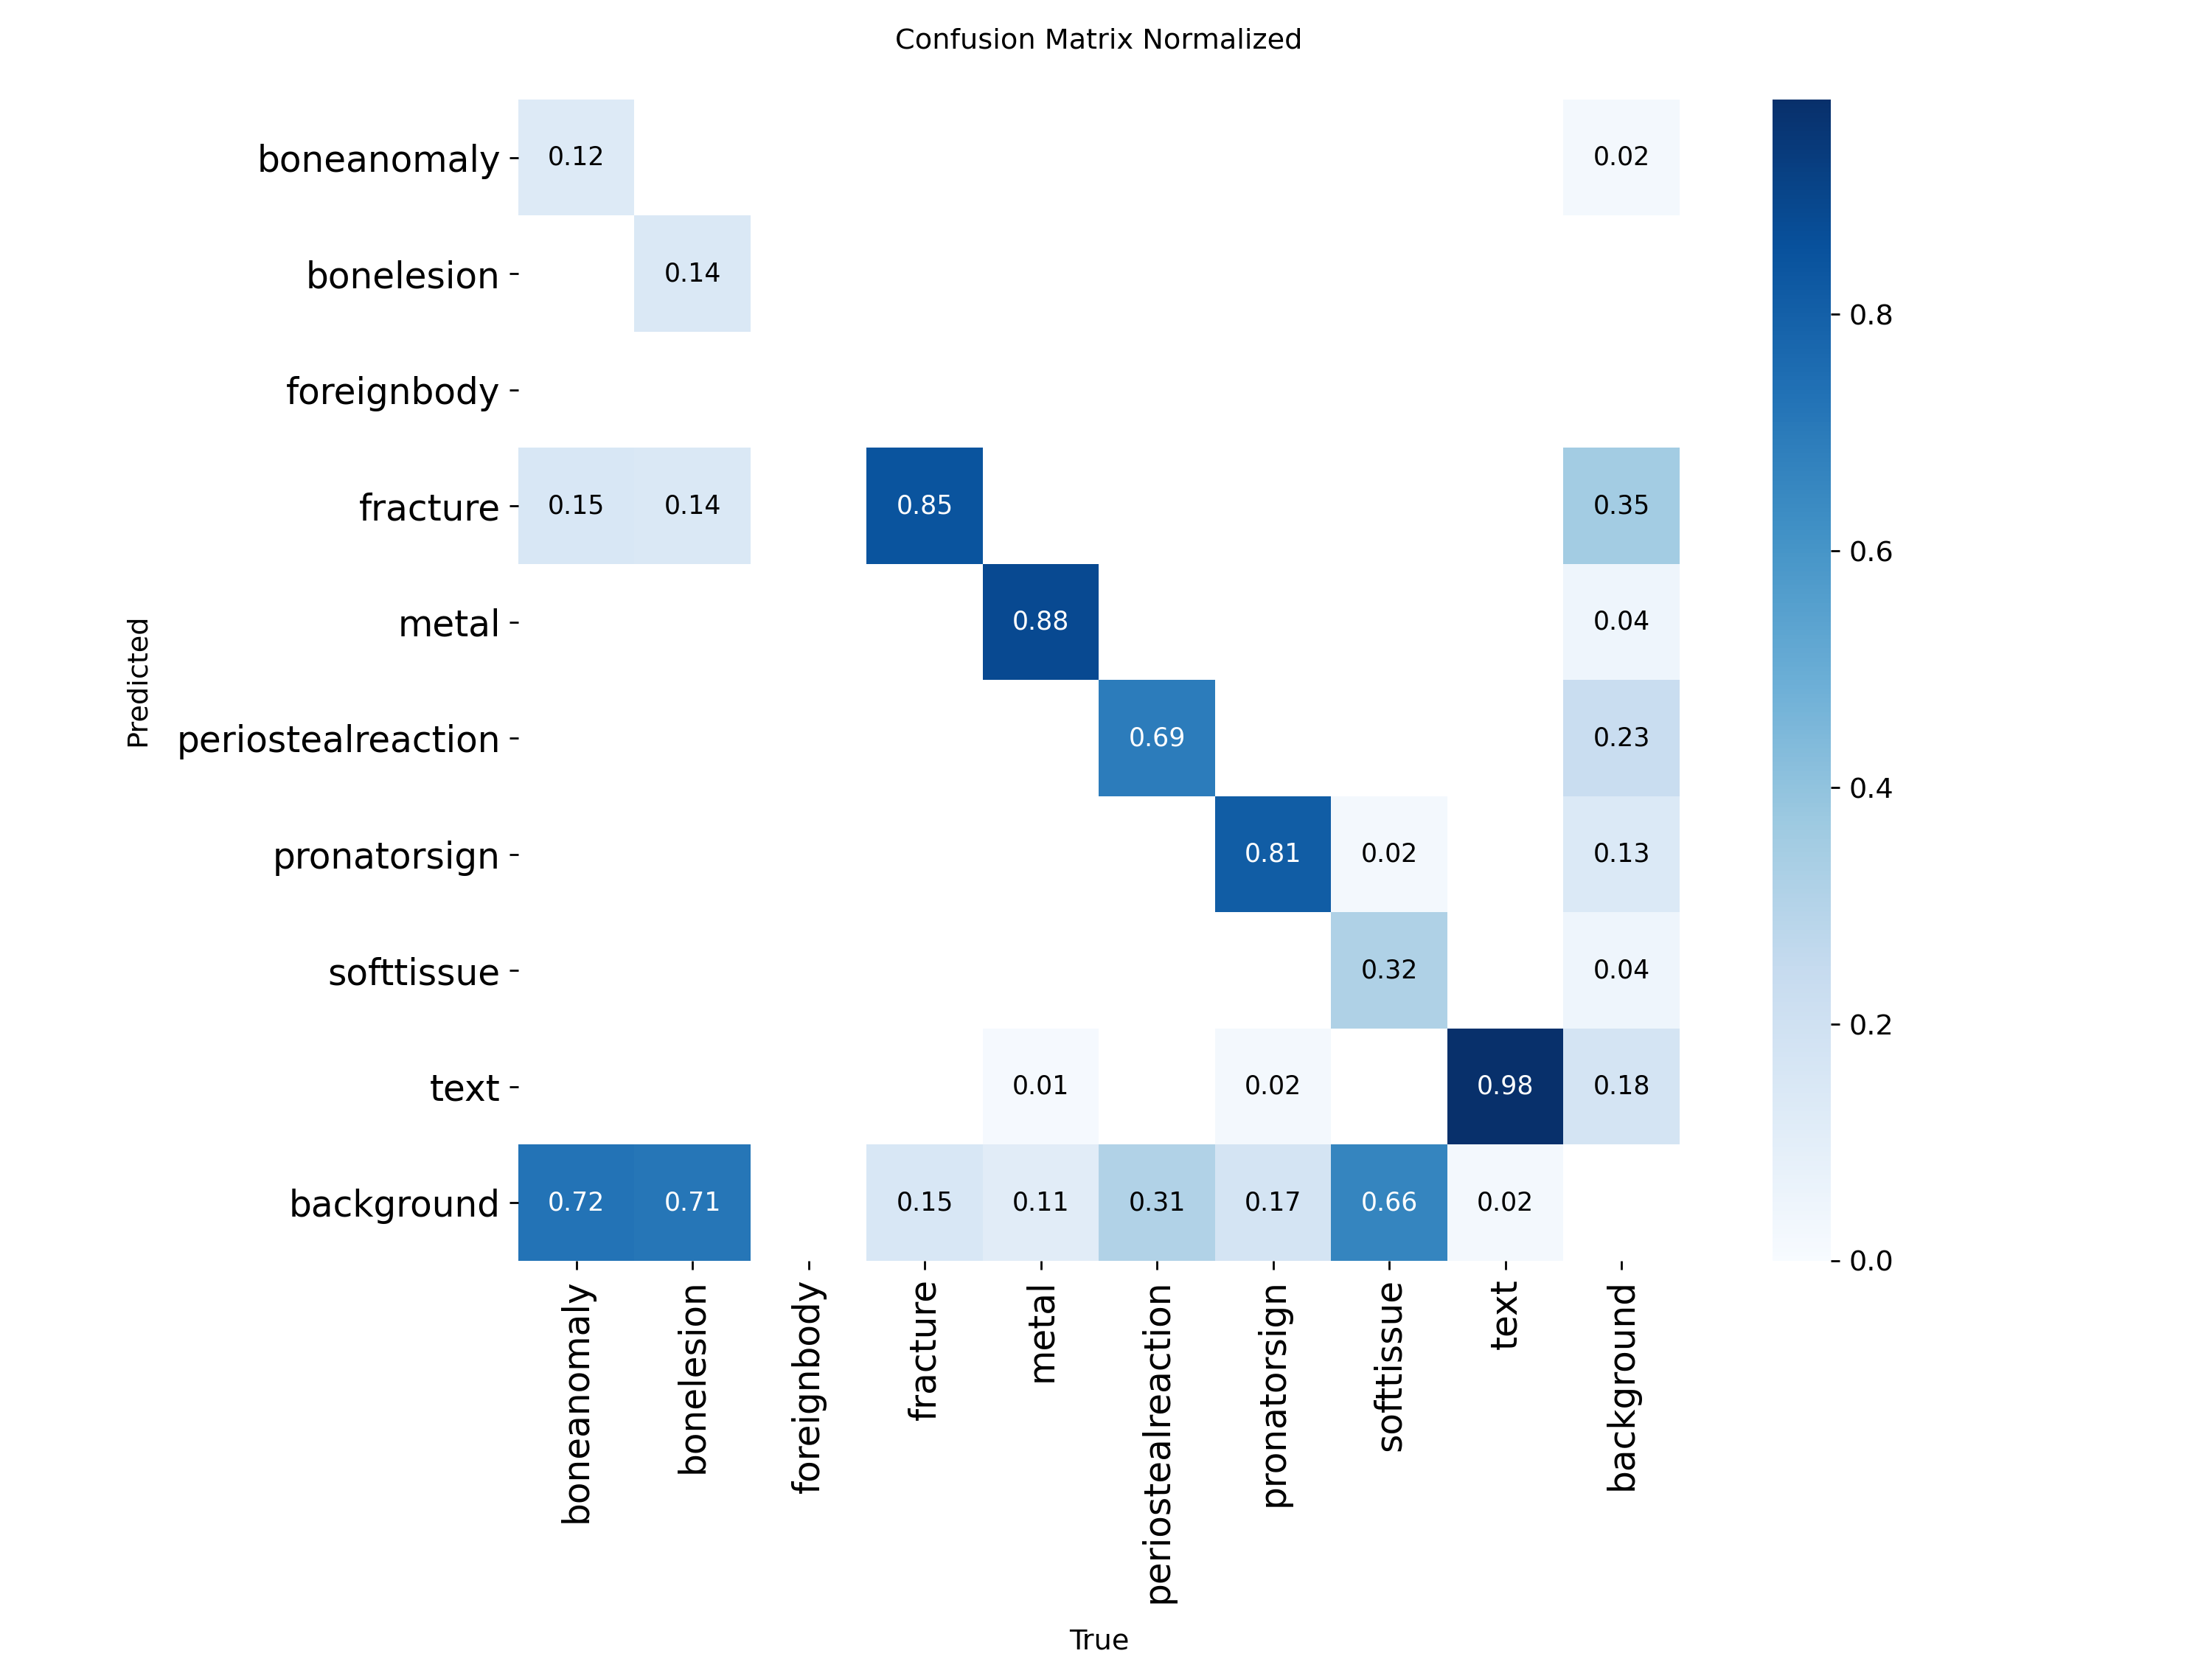 Confusion Matrix Normalized
boneanomaly 0.12 0.02
bonelesion 0.14
foreignbody
fracture 0.15 0.14 0.85 0.35
metal 0.88 0.04
periostealreaction 0.69 0.23
pronatorsign 0.81 0.02 0.13
softtissue 0.32 0.04
text 0.01 0.02 0.98 0.18
background 0.72 0.71 0.15 0.11 0.31 0.17 0.66 0.02
Predicted
boneanomaly
bonelesion
foreignbody
fracture
metal
periostealreaction
pronatorsign
softtissue
text
background
True
0.8
0.6
0.4
0.2
0.0